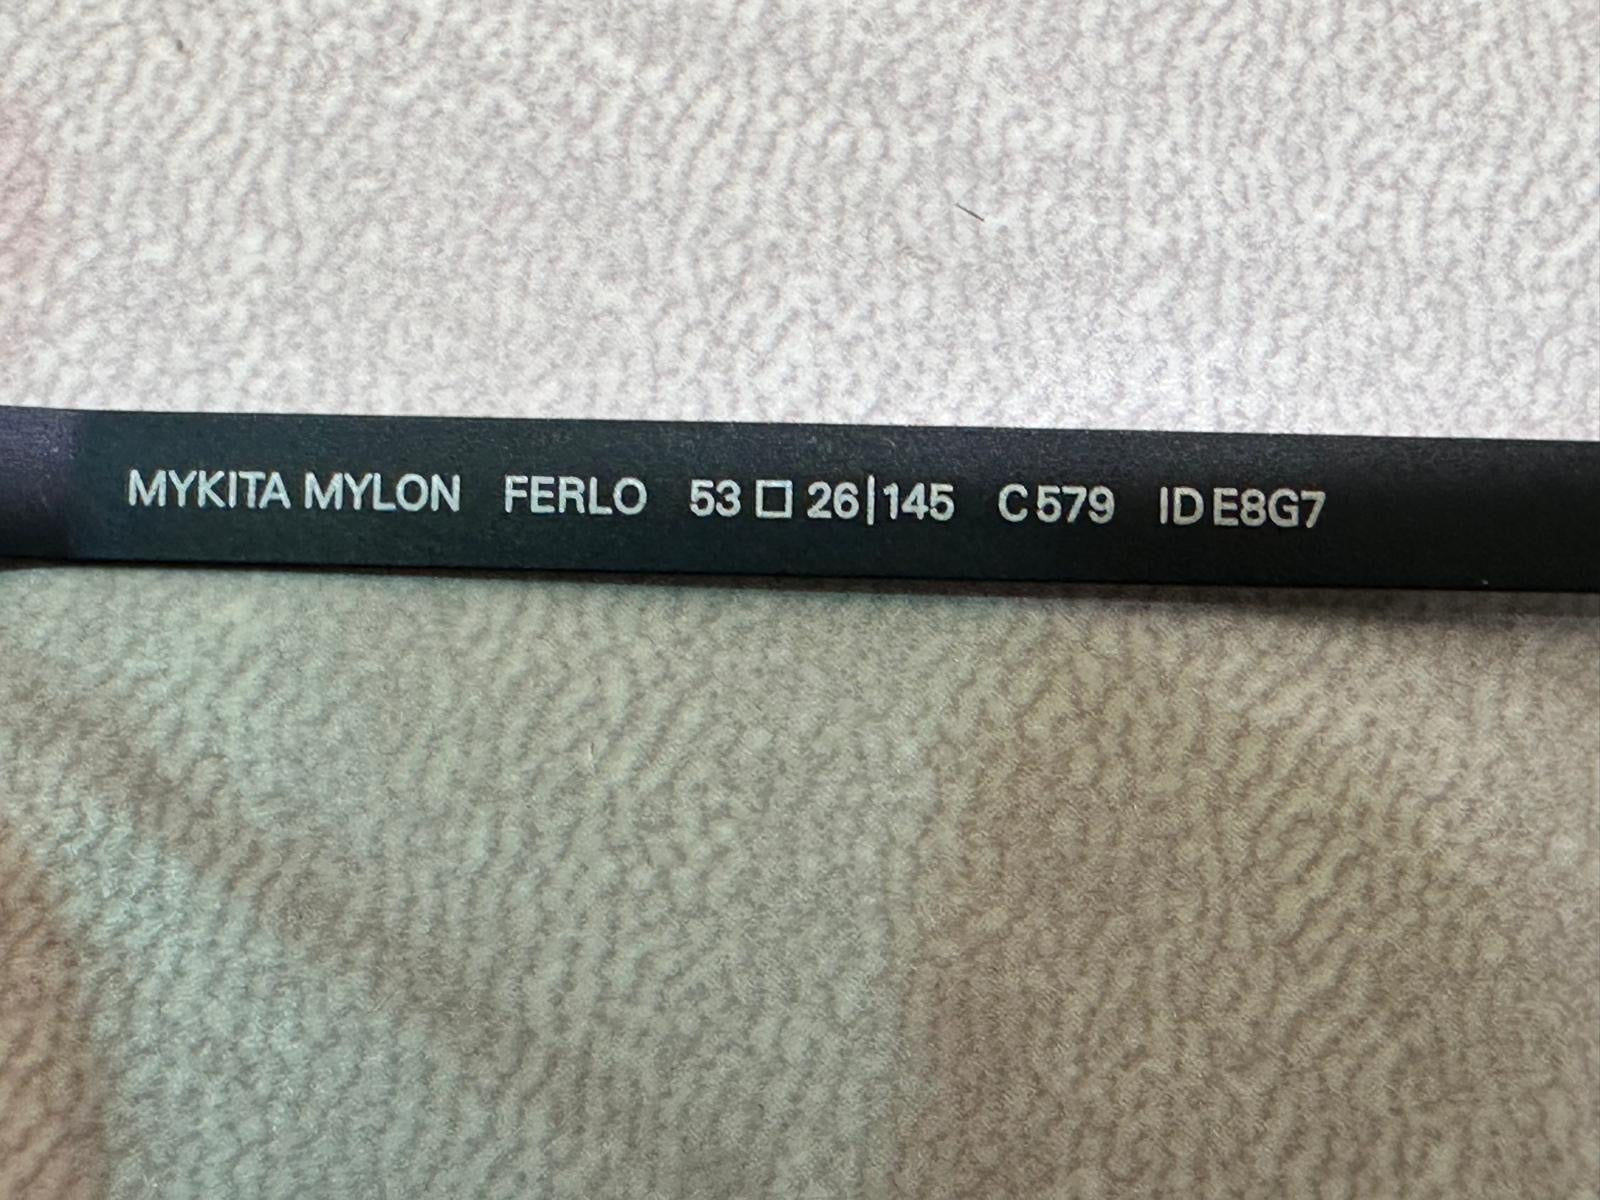 MYKITA MYLON FERLO 53 □ 26|145 C579 ID E8G7